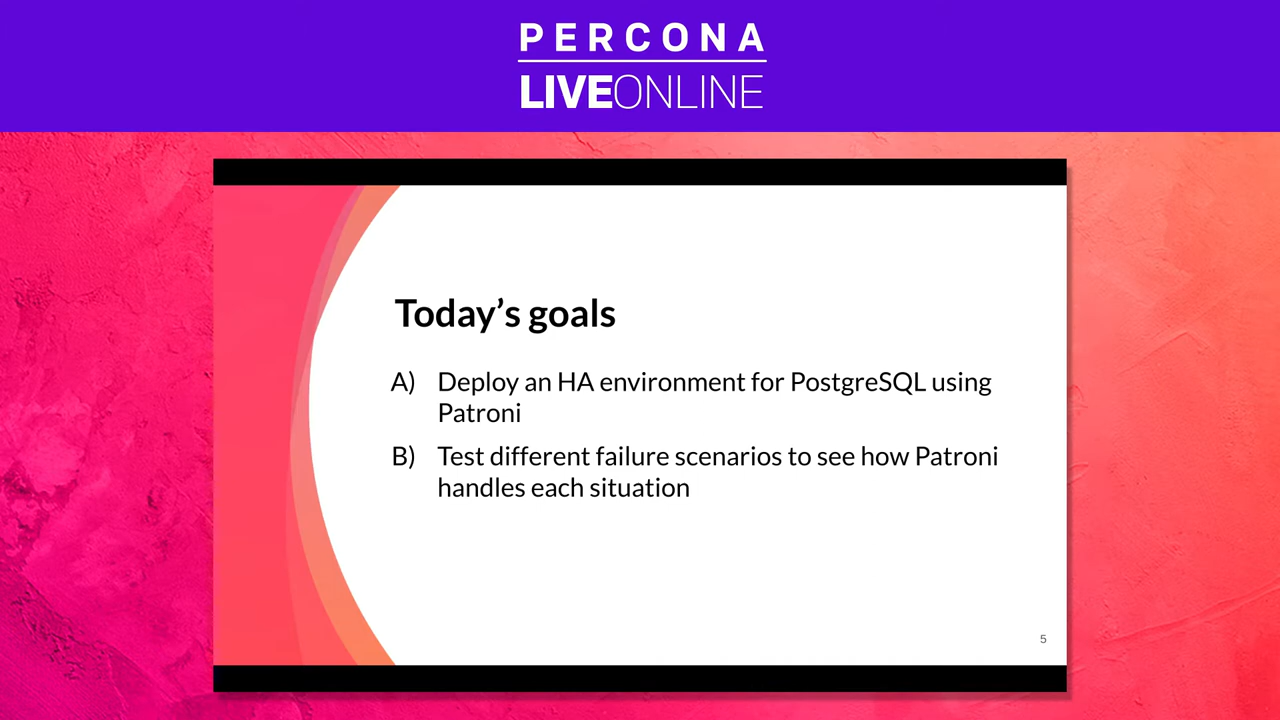 PERCONA
LIVEONLINE
Today’s goals
A) Deploy an HA environment for PostgreSQL using
Patroni
B) Test different failure scenarios to see how Patroni
handles each situation
5